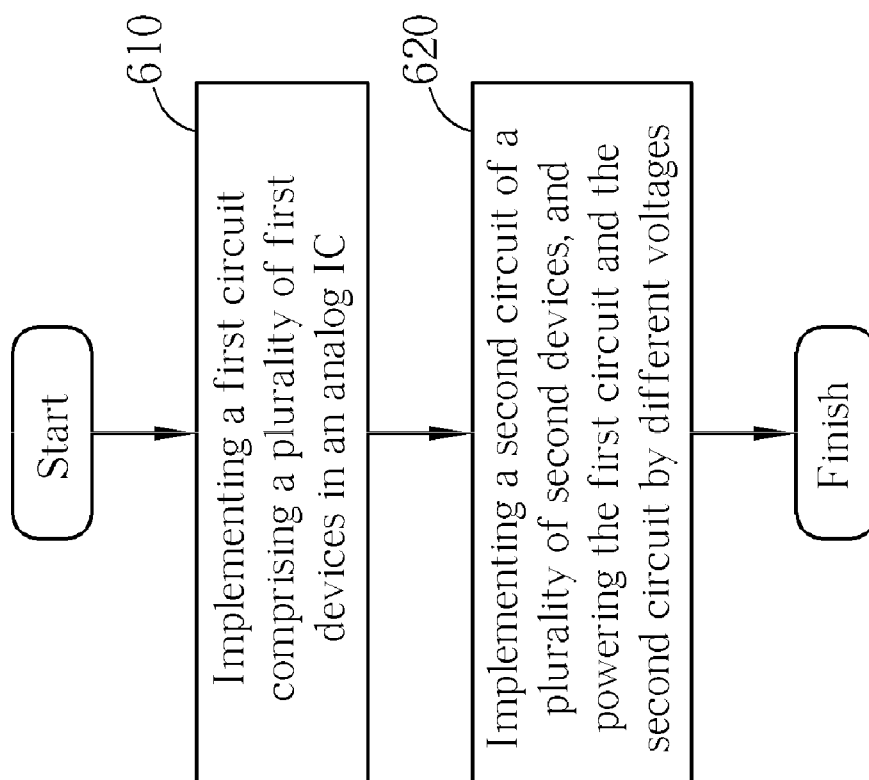 Start
610
Implementing a first circuit
comprising a plurality of first
devices in an analog IC
620
Implementing a second circuit of a
plurality of second devices, and
powering the first circuit and the
second circuit by different voltages
Finish